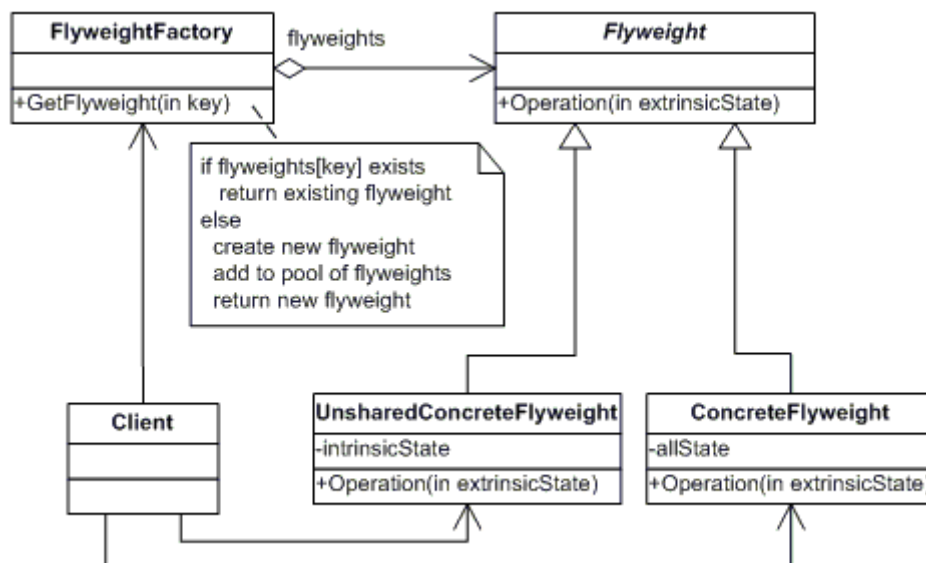 FlyweightFactory
flyweights
Flyweight
+GetFlyweight(in key)
+Operation(in extrinsicState)
if flyweights[key] exists
return existing flyweight
else
create new flyweight
add to pool of flyweights
return new flyweight
Client
UnsharedConcreteFlyweight
-intrinsicState
+Operation(in extrinsicState)
ConcreteFlyweight
-allState
+Operation(in extrinsicState)